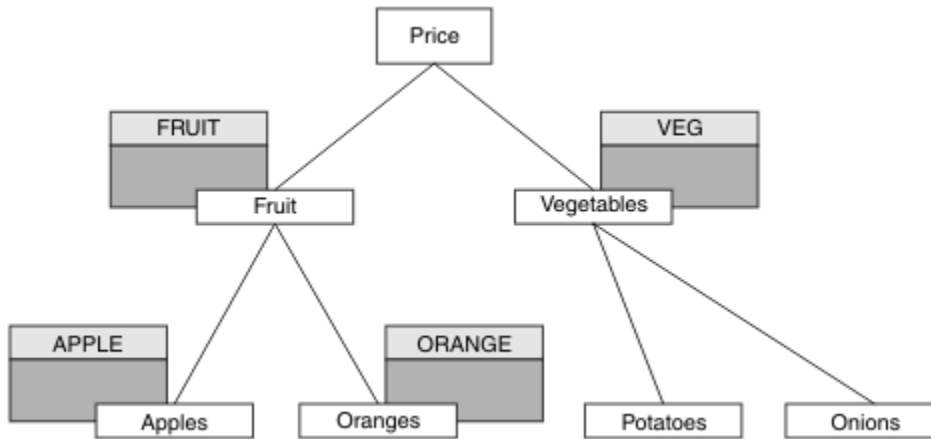 Price
FRUIT
VEG
Fruit
Vegetables
APPLE
ORANGE
Apples
Oranges
Potatoes
Onions